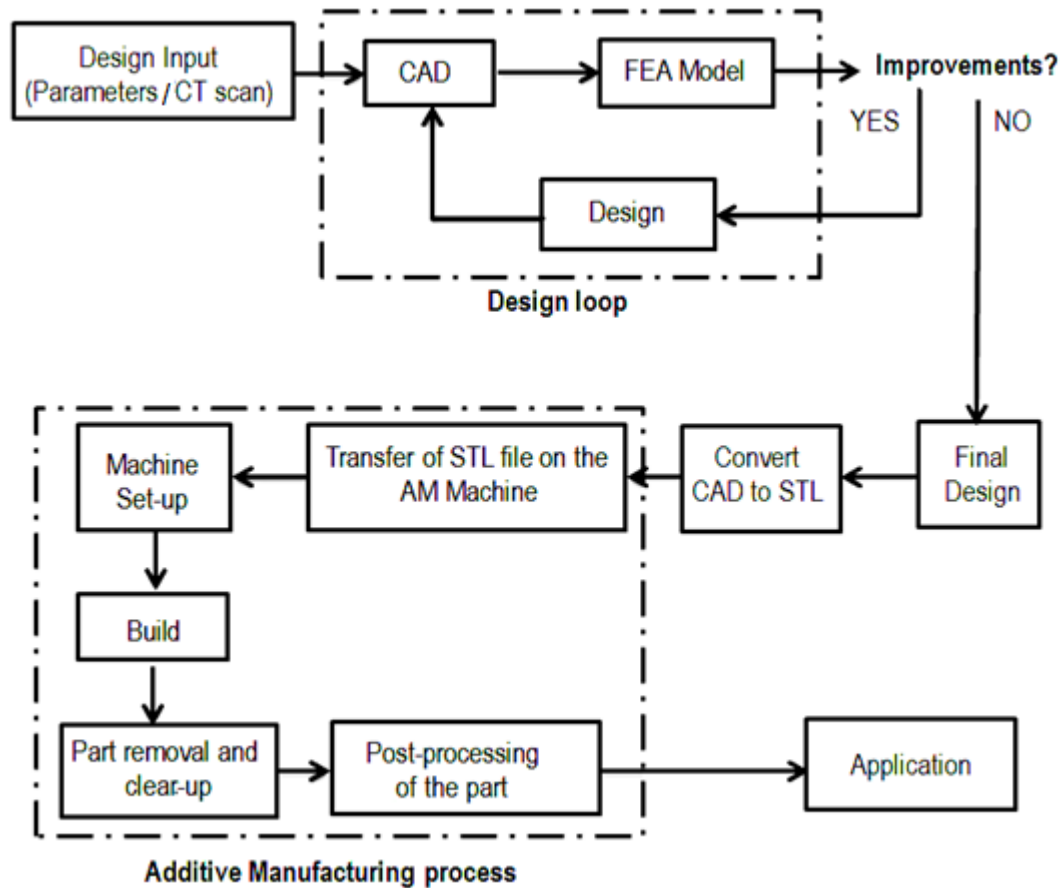 Design Input
(Parameters / CT scan)
CAD
FEA Model
Improvements?
YES
NO
Design
Design loop
Machine
Set-up
Transfer of STL file on the
AM Machine
Convert
CAD to STL
Final
Design
Build
Part removal and
clear-up
Post-processing
of the part
Application
Additive Manufacturing process